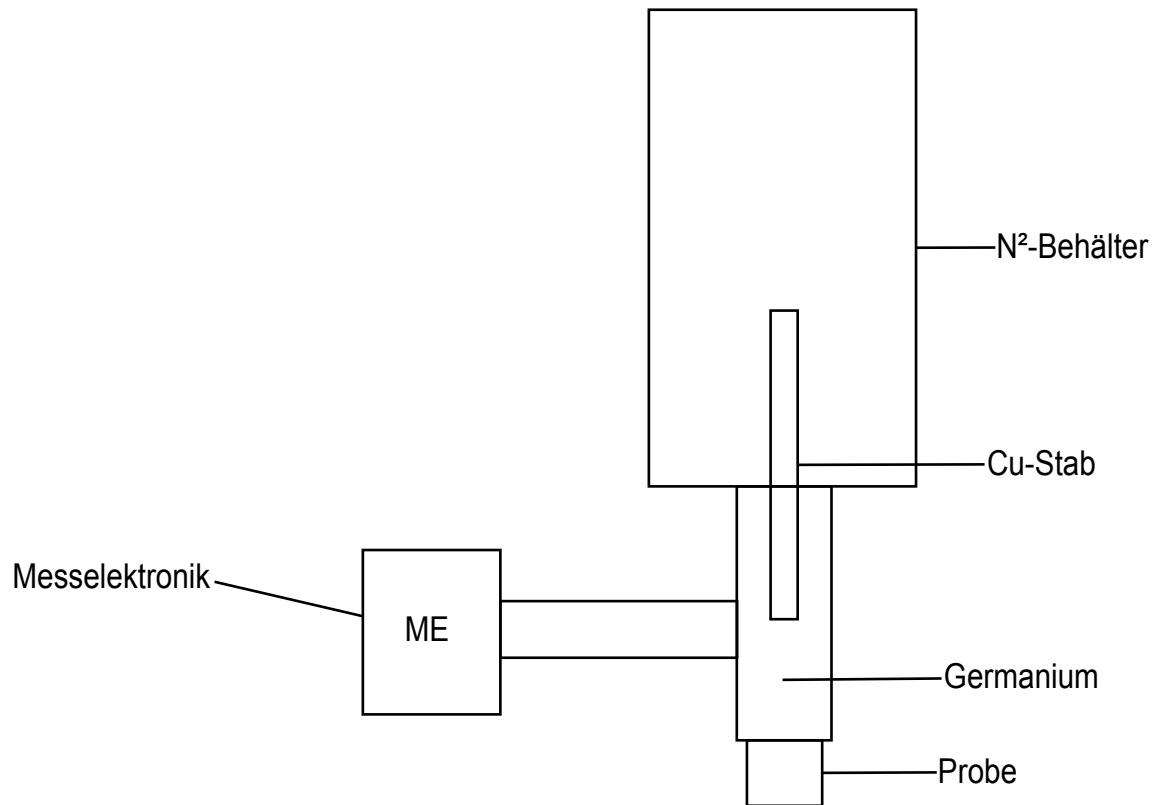 N²-Behälter
Cu-Stab
Messelektronik
ME
Germanium
Probe